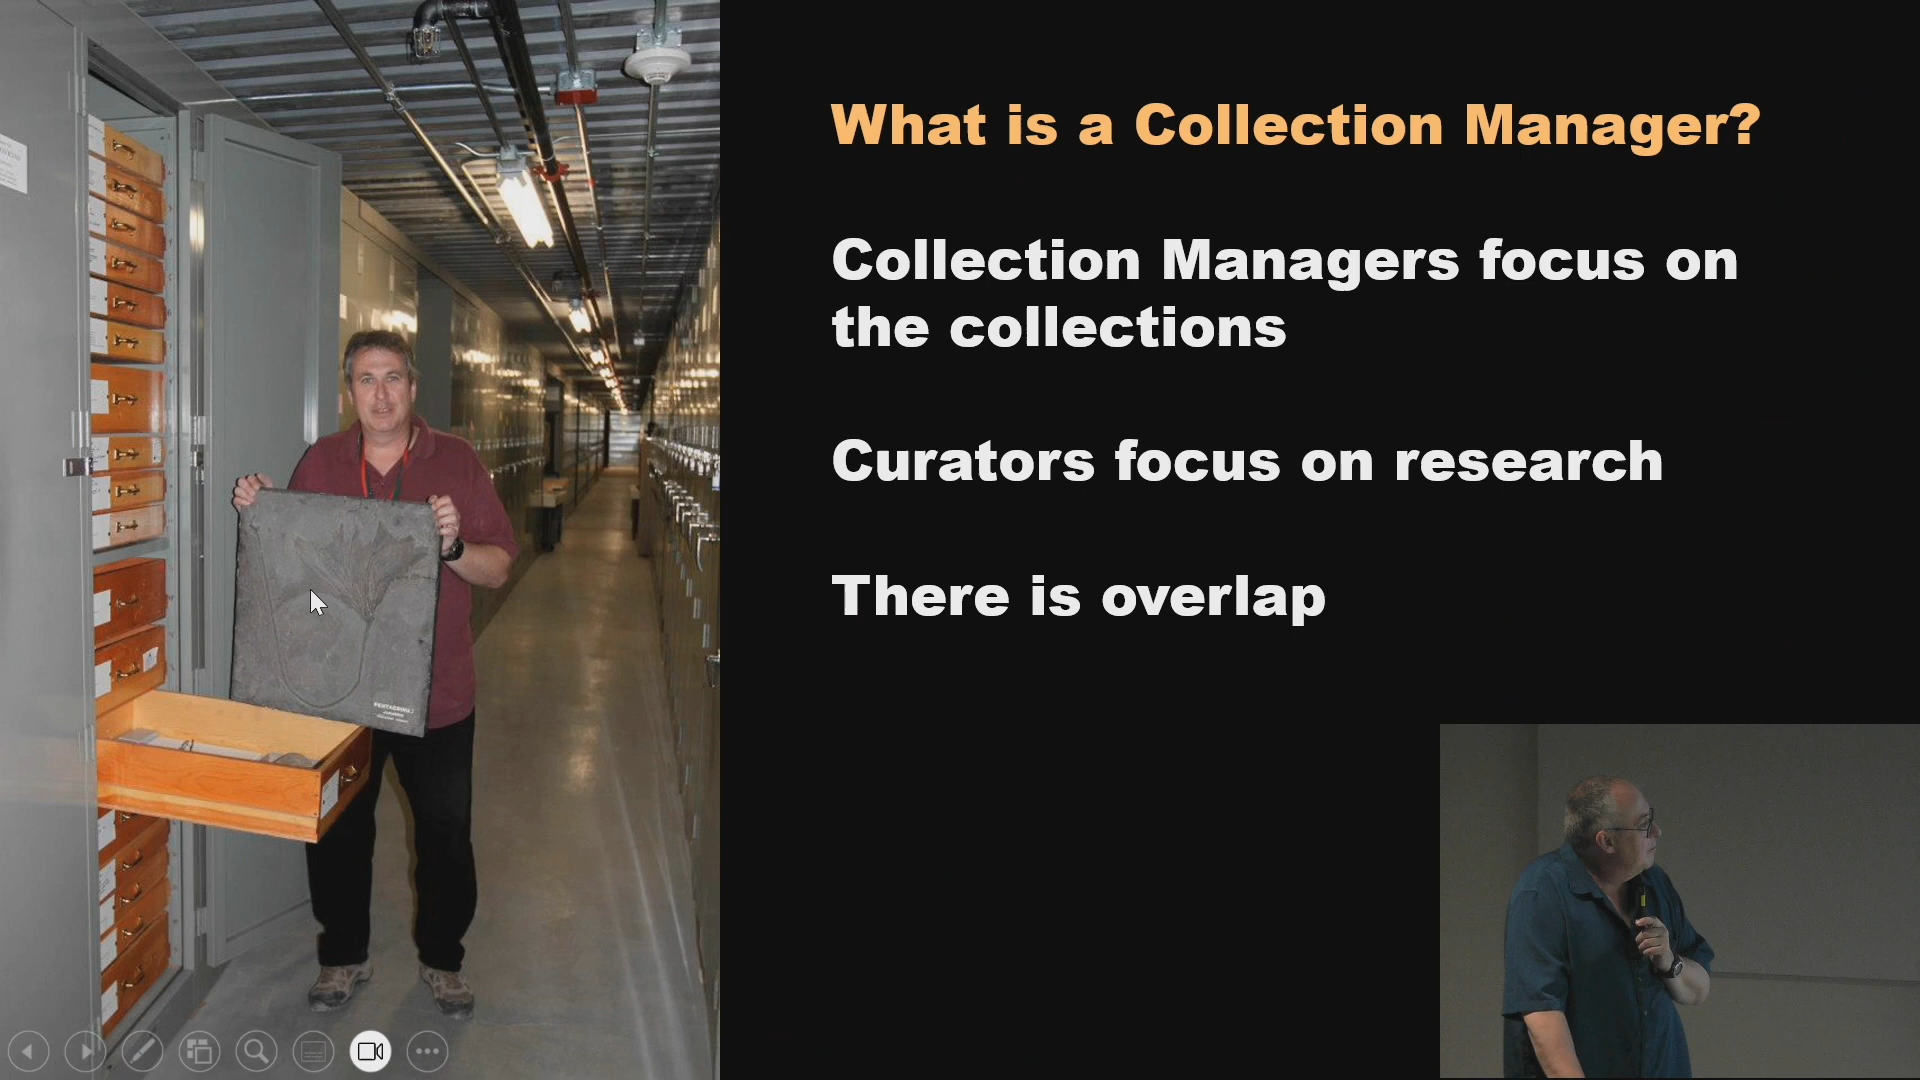 What is a Collection Manager?
Collection Managers focus on
the collections
Curators focus on research
There is overlap